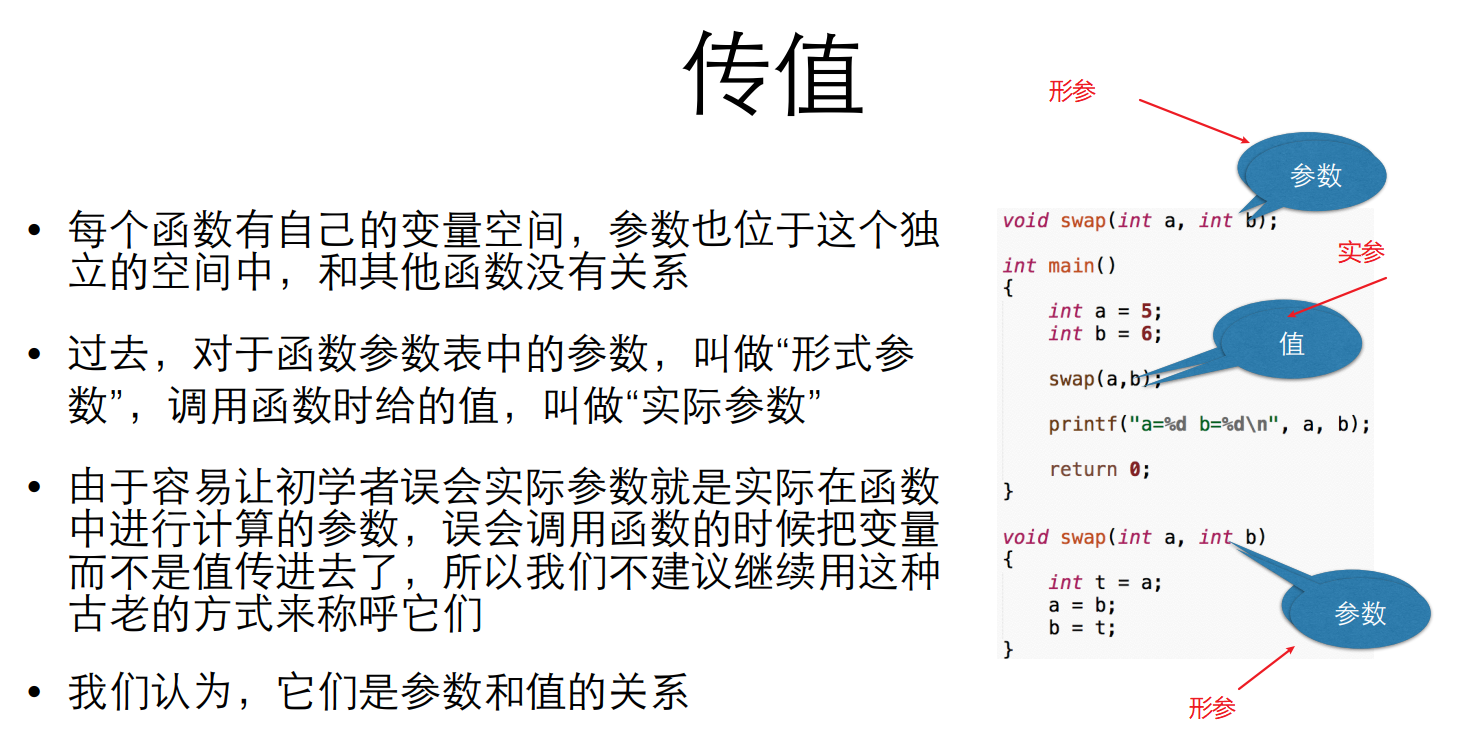 传值
• 每个函数有自己的变量空间，参数也位于这个独
立的空间中，和其他函数没有关系
• 过去，对于函数参数表中的参数，叫做“形式参
数”，调用函数时给的值，叫做“实际参数”
• 由于容易让初学者误会实际参数就是实际在函数
中进行计算的参数，误会调用函数的时候把变量
而不是值传进去了，所以我们不建议继续用这种
古老的方式来称呼它们
• 我们认为，它们是参数和值的关系
形参
参数
void swap(int a, int b);
实参
int main()
{
int a = 5;
int b = 6;
值
swap(a,b);
printf("a=%d b=%d\n", a, b);
return 0;
}
void swap(int a, int b)
{
int t = a;
a = b;
b = t;
}
参数
形参